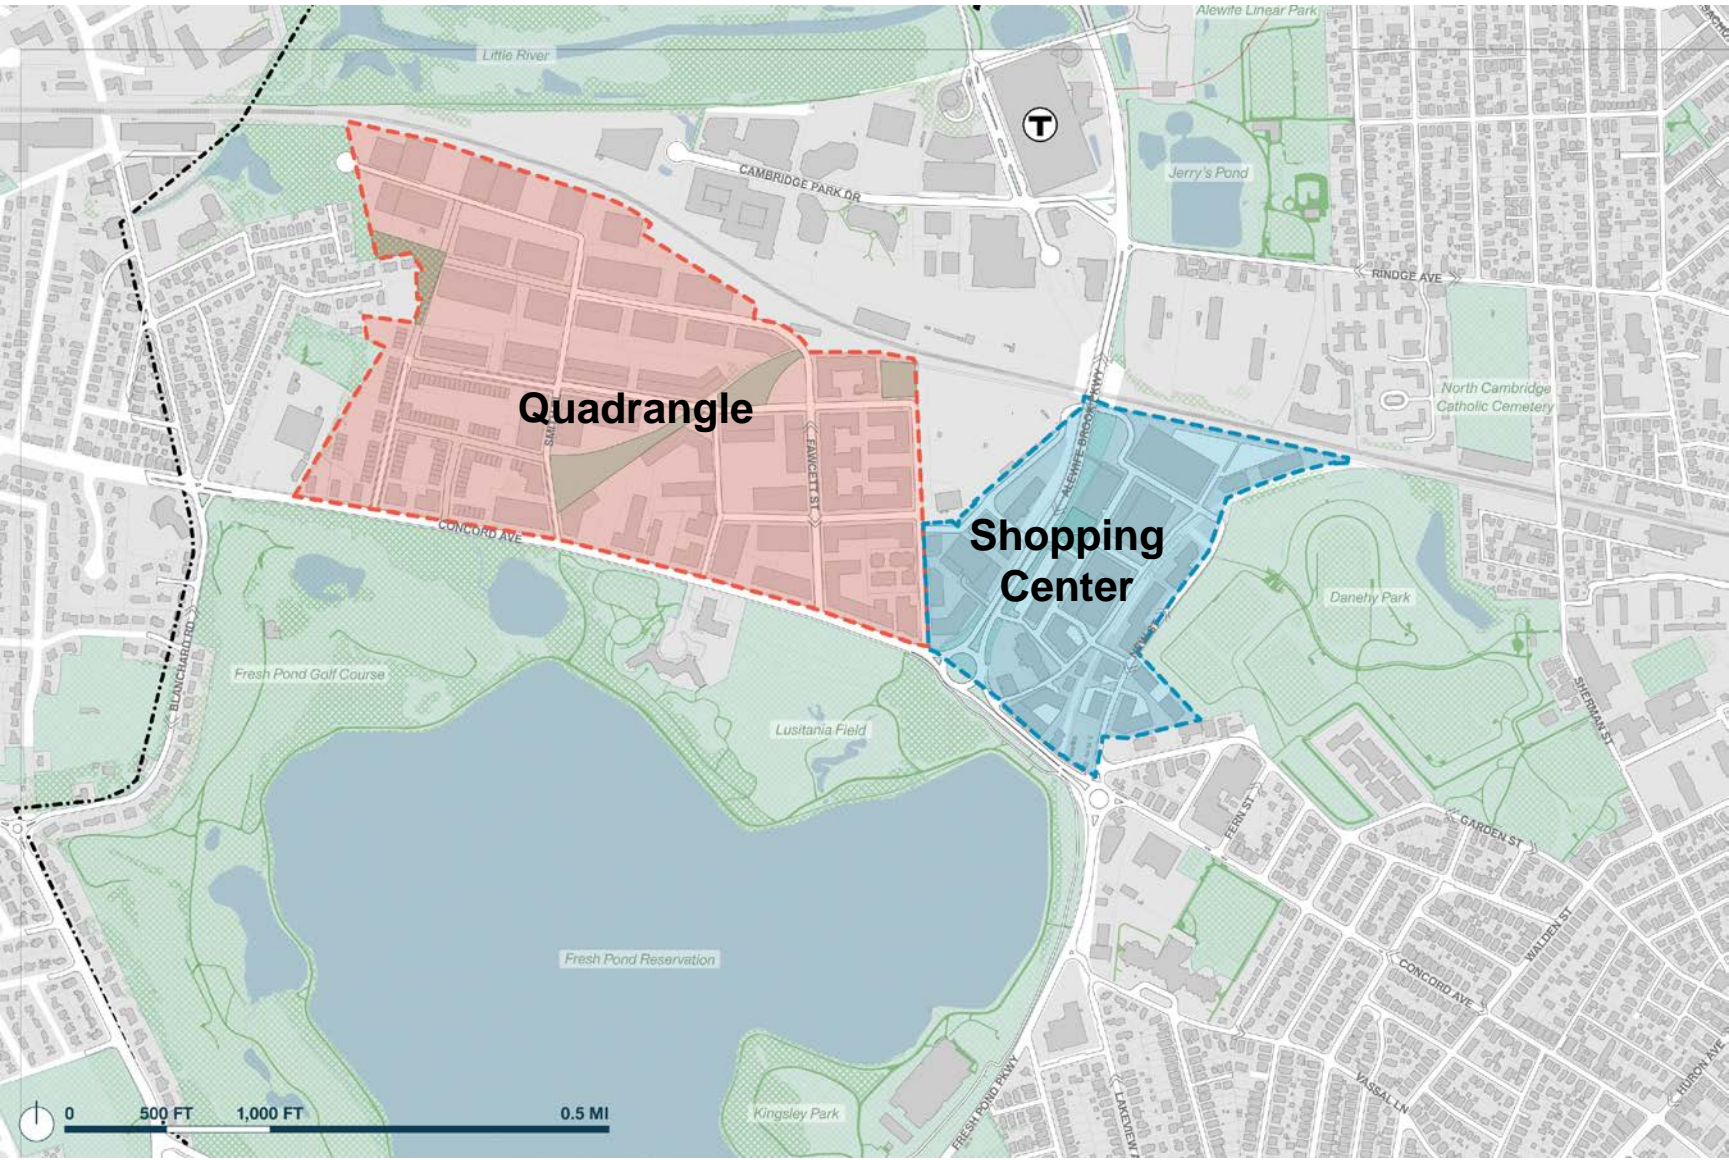 Alewife Linear Park
Little River
T
CAMBRIDGE PARK DR
Jerry's Pond
RINDGE AVE
ALEWIFE BROOK PKWY
North Cambridge
Catholic Cemetery
Quadrangle
FAWCETT ST
CONCORD AVE
Shopping
Center
Danehy Park
BLANCHARD RD
Fresh Pond Golf Course
Lusitania Field
SHERMAN ST
FERN ST
GARDEN ST
WALDEN ST
CONCORD AVE
Fresh Pond Reservation
VASSAL LN
HURON AVE
Kingsley Park
FRESH POND PKWY
LAKEVIEW
0
500 FT
1,000 FT
0.5 MI